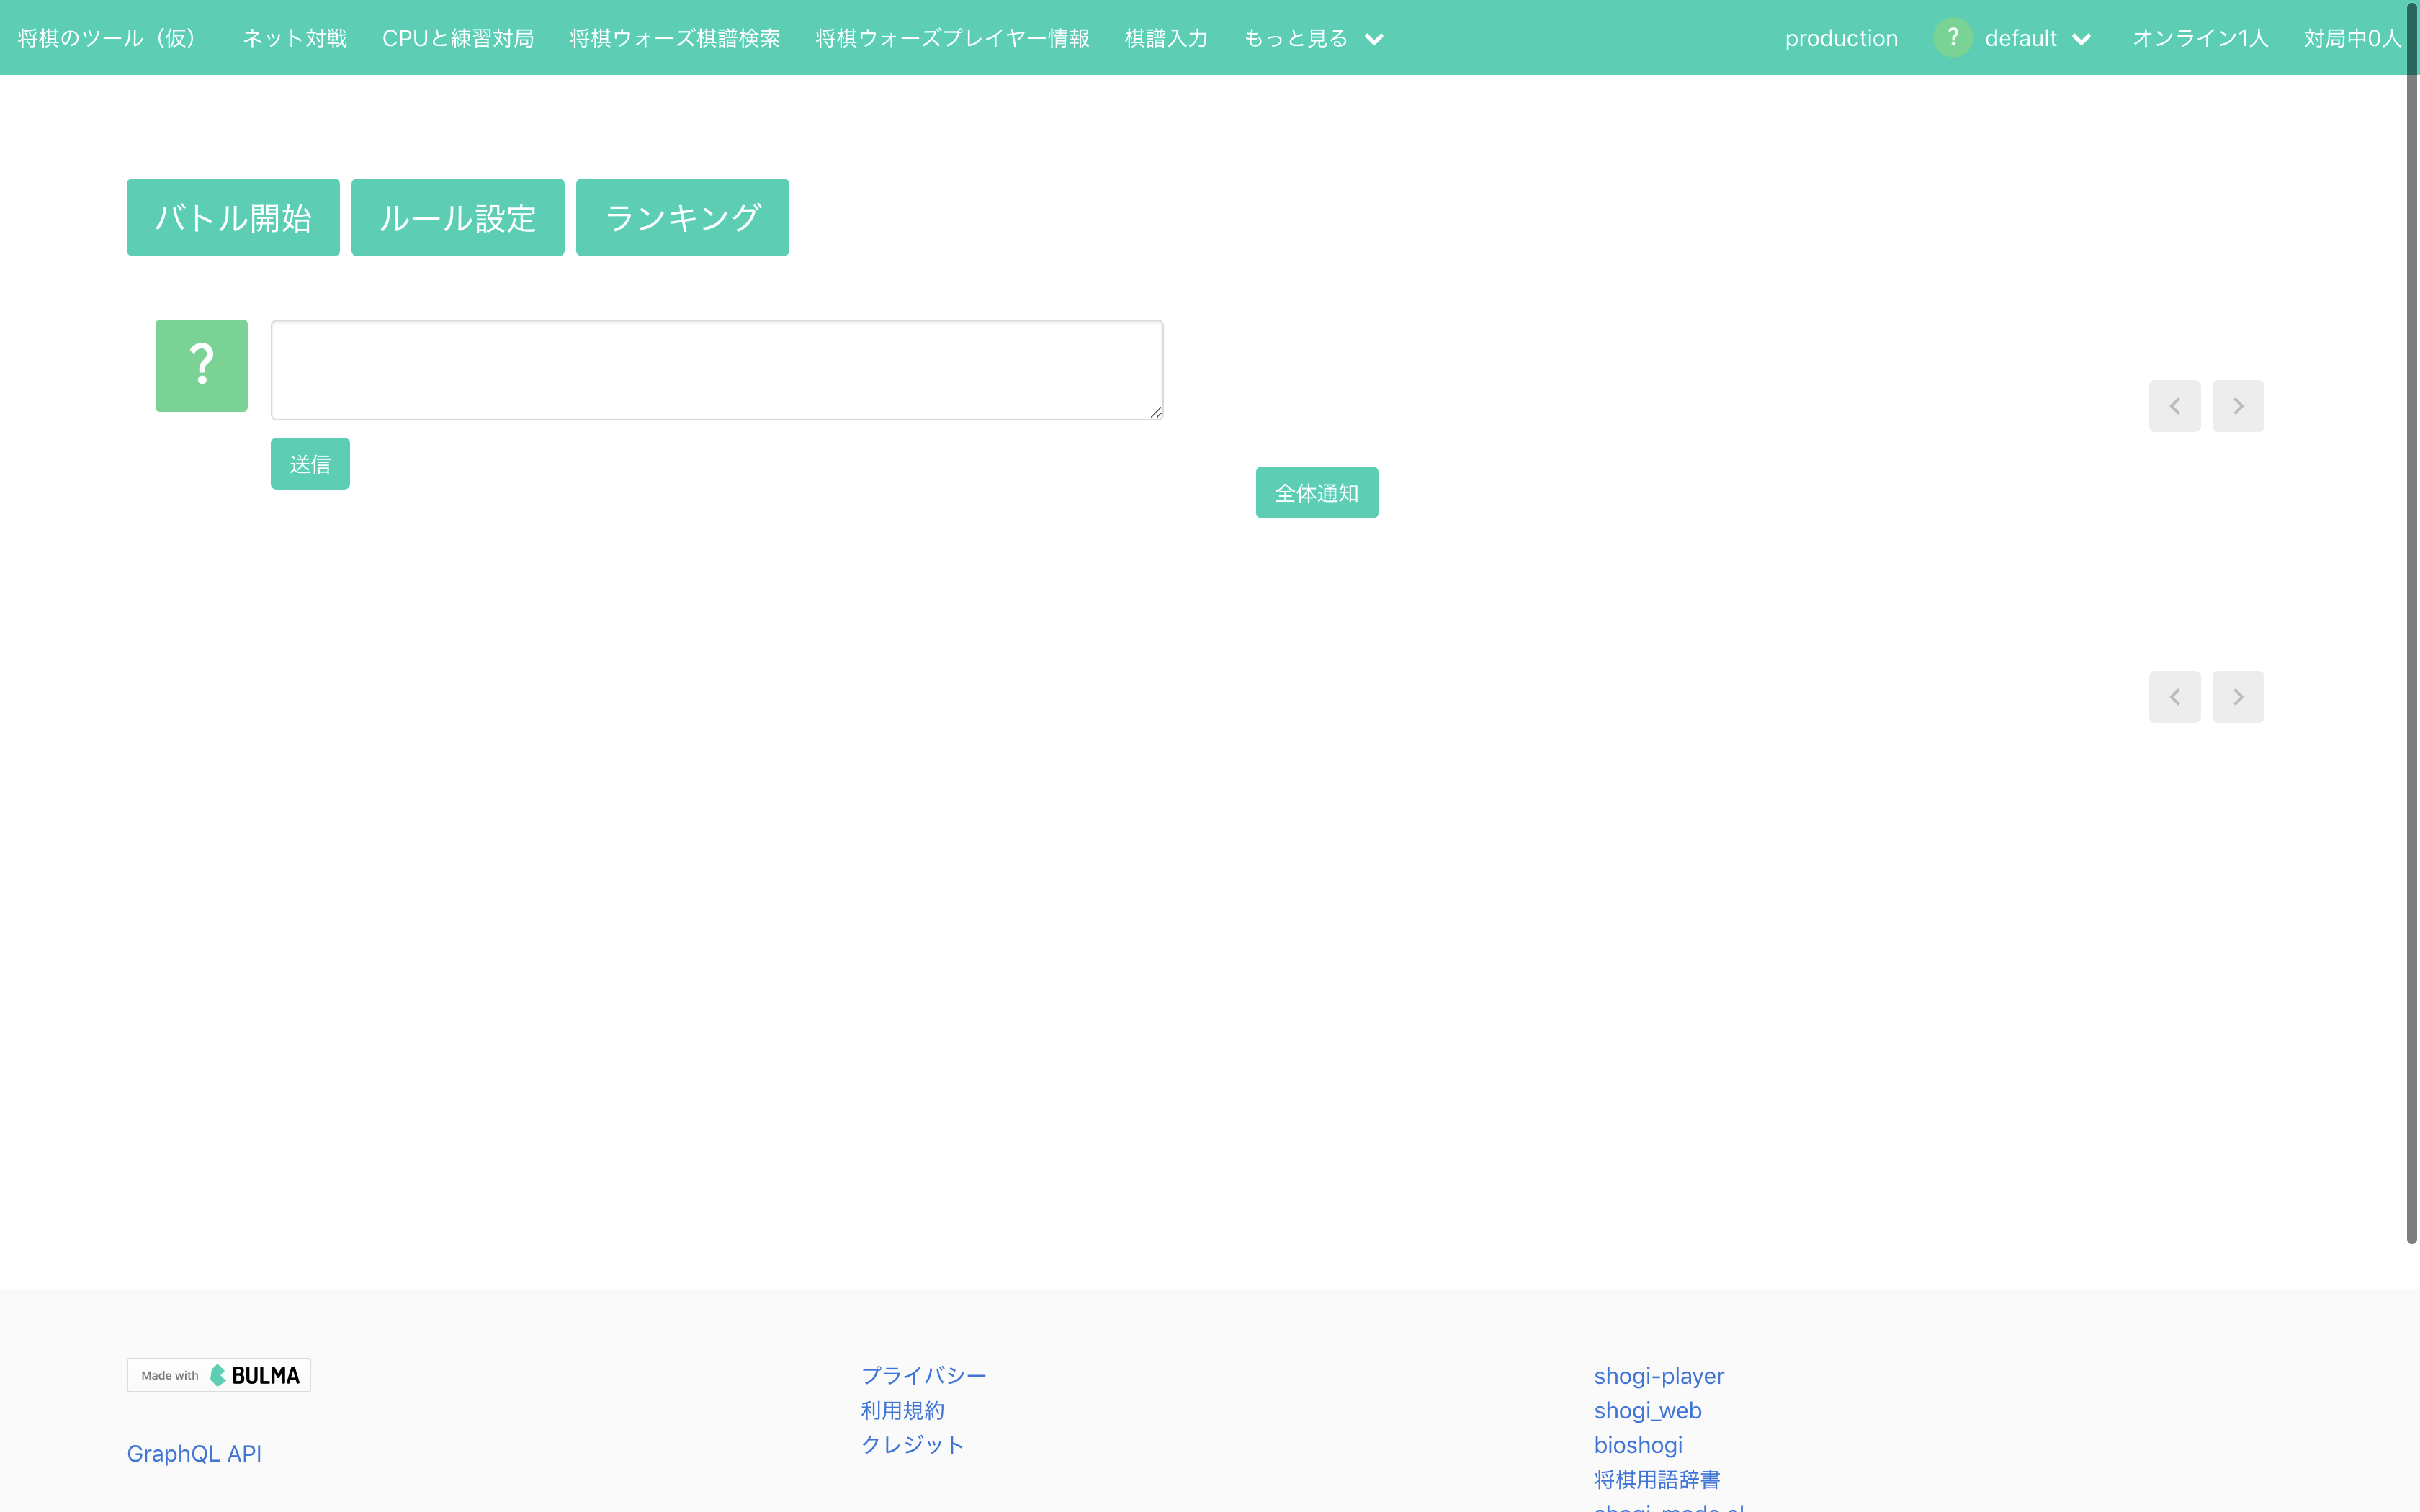 将棋のツール（仮） ネット対戦 CPUと練習対局 将棋ウォーズ棋譜検索 将棋ウォーズプレイヤー情報 棋譜入力 もっと見る production ? default オンライン1人 対局中0人
バトル開始 ルール設定 ランキング
?
送信
全体通知
Made with BULMA
GraphQL API
プライバシー
利用規約
クレジット
shogi-player
shogi_web
bioshogi
将棋用語辞書